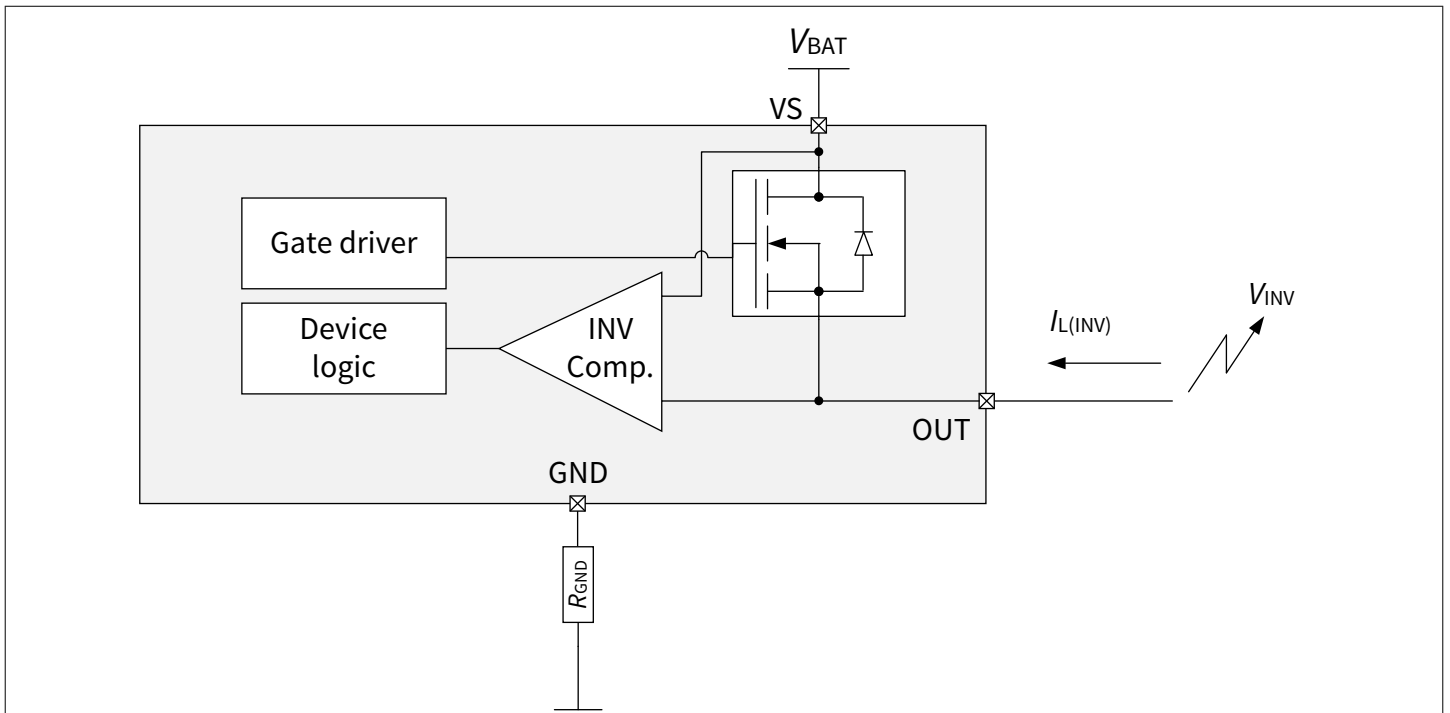 VBAT
VS
Gate driver
Device
logic
INV
Comp.
VINV
IL(INV)
OUT
GND
RGND